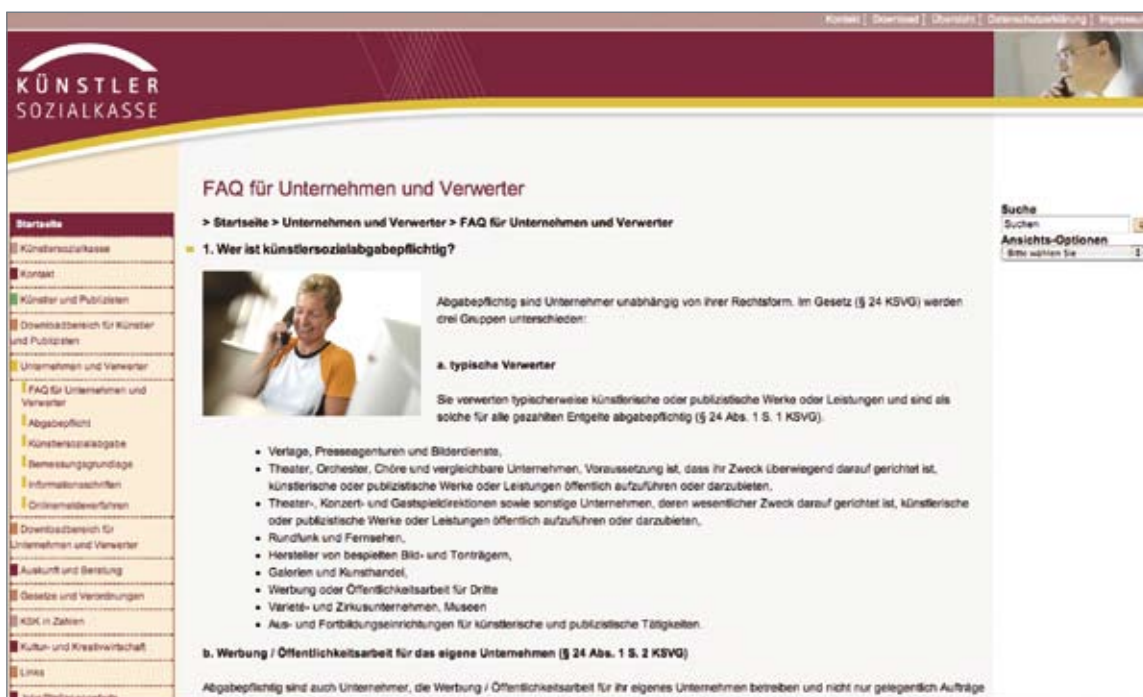 Kontakt [ Download [ Übersicht [ Datenschutzerklärung [ Impressu
KÜNSTLER
SOZIALKASSE
FAQ für Unternehmen und Verwerter
> Startseite > Unternehmen und Verwerter > FAQ für Unternehmen und Verwerter
1. Wer ist künstlersozialabgabepflichtig?
Abgabepflichtig sind Unternehmer unabhängig von ihrer Rechtsform. Im Gesetz (§ 24 KSVG) werden
drei Gruppen unterschieden:
a. typische Verwerter
Sie verwerten typischerweise künstlerische oder publizistische Werke oder Leistungen und sind als
solche für alle gezahlten Entgelte abgabepflichtig (§ 24 Abs. 1 S. 1 KSVG).
• Verlage, Presseagenturen und Bilderdienste,
• Theater, Orchester, Chöre und vergleichbare Unternehmen, Voraussetzung ist, dass ihr Zweck überwiegend darauf gerichtet ist,
künstlerische oder publizistische Werke oder Leistungen öffentlich aufzuführen oder darzubieten,
• Theater-, Konzert- und Gastspieldirektionen sowie sonstige Unternehmen, deren wesentlicher Zweck darauf gerichtet ist, künstlerische
oder publizistische Werke oder Leistungen öffentlich aufzuführen oder darzubieten,
• Rundfunk und Fernsehen,
• Hersteller von bespielten Bild- und Tonträgern,
• Galerien und Kunsthandel,
• Werbung oder Öffentlichkeitsarbeit für Dritte
• Varieté- und Zirkusunternehmen, Museen
• Aus- und Fortbildungseinrichtungen für künstlerische und publizistische Tätigkeiten.
b. Werbung / Öffentlichkeitsarbeit für das eigene Unternehmen (§ 24 Abs. 1 S. 2 KSVG)
Abgabepflichtig sind auch Unternehmer, die Werbung / Öffentlichkeitsarbeit für ihr eigenes Unternehmen betreiben und nicht nur gelegentlich Aufträge
Startseite
Künstlersozialkasse
Kontakt
Künstler und Publizisten
Downloadbereich für Künstler
und Publizisten
Unternehmen und Verwerter
FAQ für Unternehmen und
Verwerter
Abgabepflicht
Künstlersozialabgabe
Bemessungsgrundlage
Informationsschriften
Onlinemeldeverfahren
Downloadbereich für
Unternehmen und Verwerter
Auskunft und Beratung
Gesetze und Verordnungen
KSK in Zahlen
Kultur- und Kreativwirtschaft
Links
Suche
Suchen
Ansichts-Optionen
Bitte wählen Sie